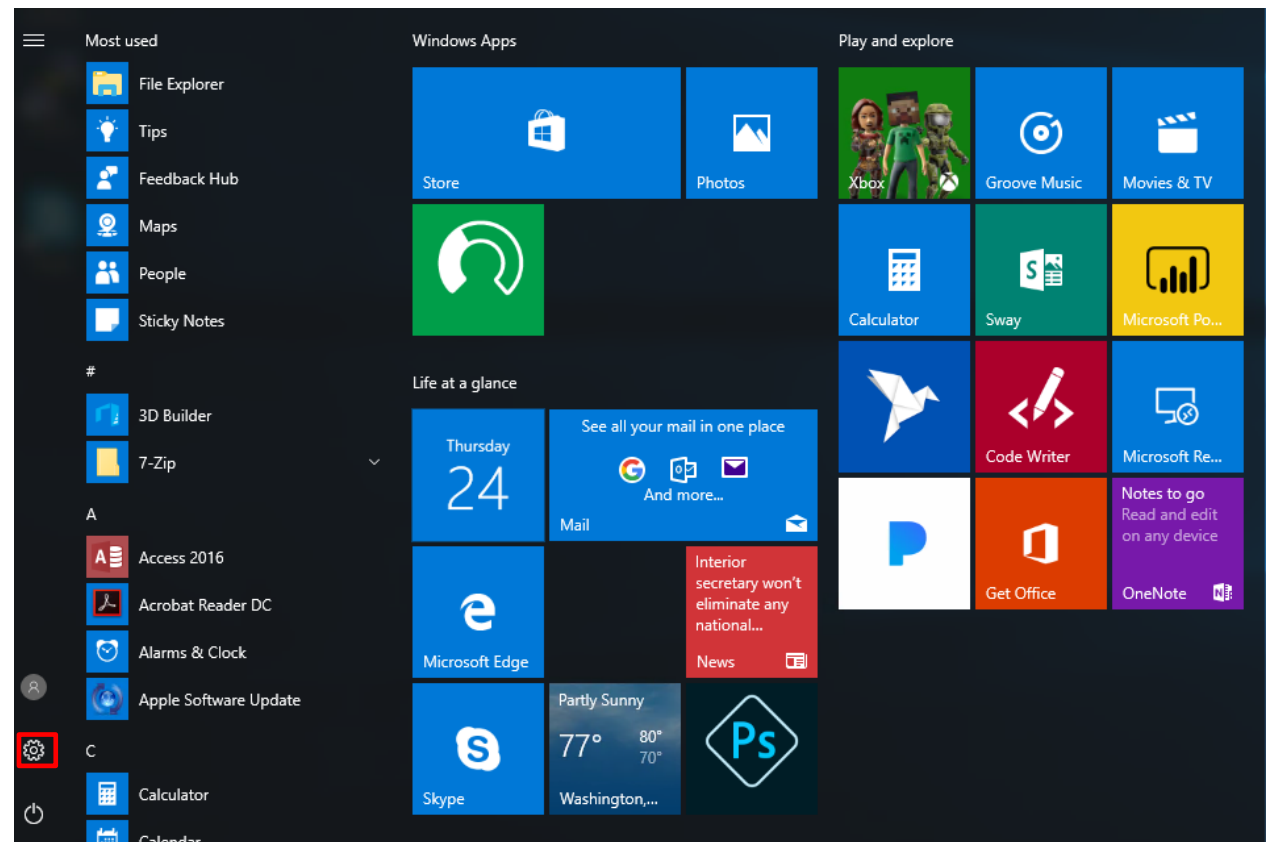 Most used
File Explorer
Tips
Feedback Hub
Maps
People
Sticky Notes
#
3D Builder
7-Zip
A
Access 2016
Acrobat Reader DC
Alarms & Clock
Apple Software Update
C
Calculator
Calendar
Windows Apps
Store
Photos
Life at a glance
Thursday
24
See all your mail in one place
And more...
Mail
Microsoft Edge
Interior
secretary won't
eliminate any
national...
News
Skype
Partly Sunny
77° 80°
70°
Washington,...
Ps
Play and explore
Xbox
Groove Music
Movies & TV
Calculator
Sway
Microsoft Po...
Code Writer
Microsoft Re...
Get Office
Notes to go
Read and edit
on any device
OneNote